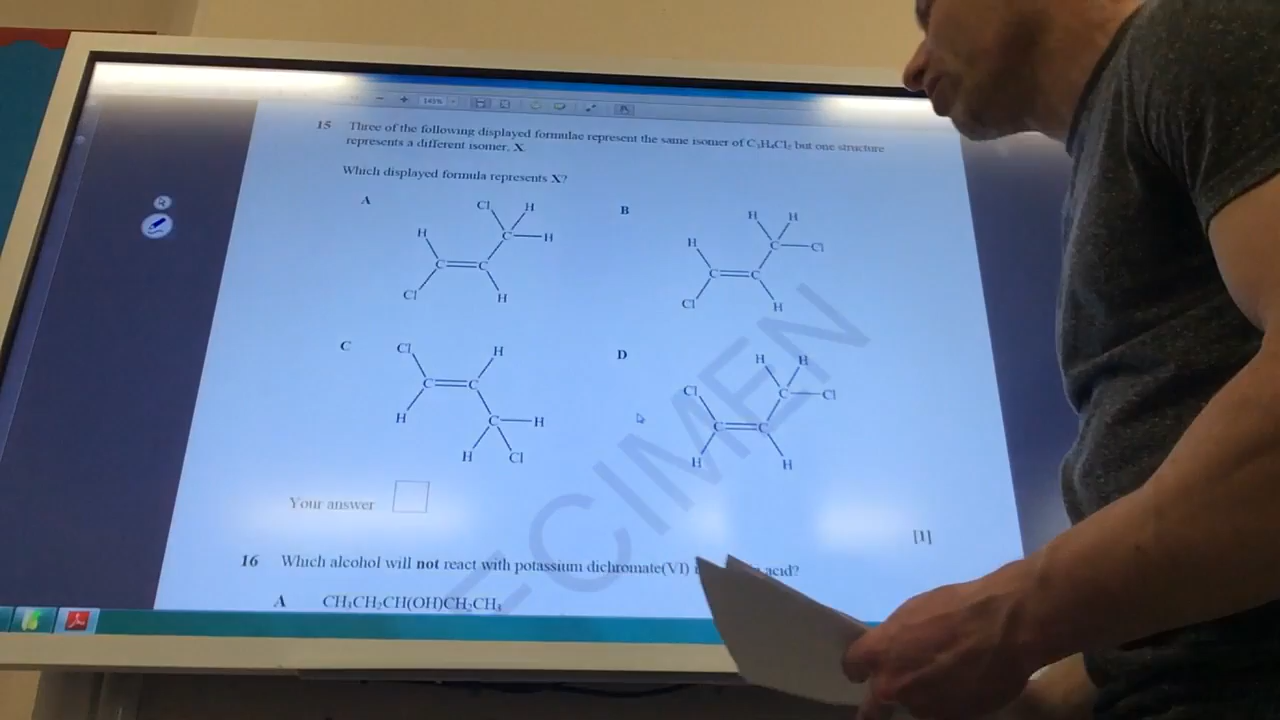 141%
15 Three of the following displayed formulae represent the same isomer of C₃H₄Cl₂ but one structure
represents a different isomer, X.
Which displayed formula represents X?
A
Cl H
H C H
C C
Cl H
B
H H
H C Cl
C C
Cl H
C
Cl H
C C
H C H
H Cl
D
H H
Cl C Cl
C C
H H
Your answer
[1]
16 Which alcohol will not react with potassium dichromate(VI) acid?
A CH₃CH₂CH(OH)CH₂CH₃
ECIMEN